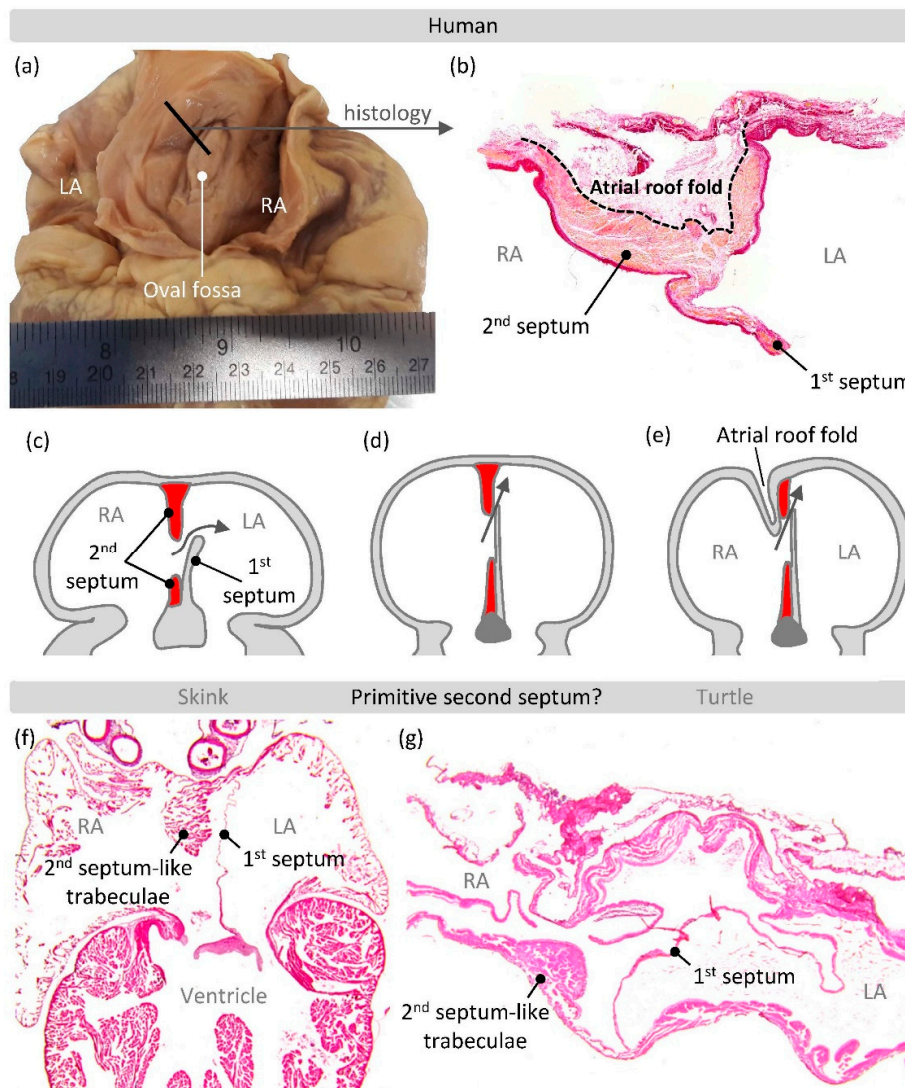 Human
(a)
(b)
histology
LA
RA
Oval fossa
8 9 10
8 19 20 21 22 23 24 25 26 27
Atrial roof fold
RA
LA
2nd septum
1st septum
(c)
(d)
(e)
Atrial roof fold
RA
LA
2nd
septum
1st
septum
RA
LA
Skink
Primitive second septum?
Turtle
(f)
(g)
RA
LA
2nd septum-like
trabeculae
1st septum
Ventricle
RA
1st septum
LA
2nd septum-like
trabeculae